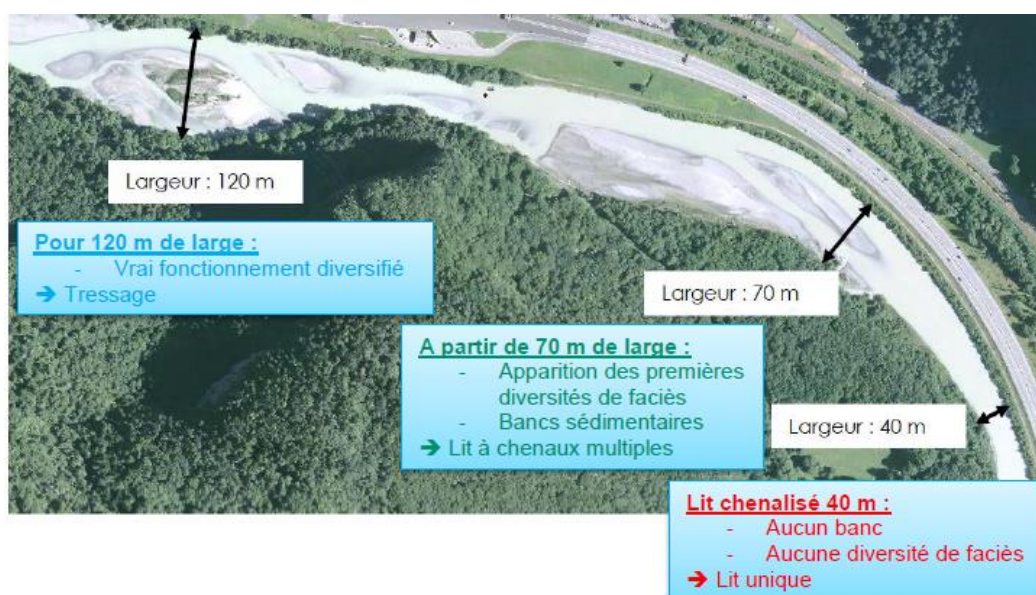 Largeur : 120 m
Pour 120 m de large :
- Vrai fonctionnement diversifié
➔ Tressage
Largeur : 70 m
A partir de 70 m de large :
- Apparition des premières
diversités de faciès
- Bancs sédimentaires
➔ Lit à chenaux multiples
Largeur : 40 m
Lit chenalisé 40 m :
- Aucun banc
- Aucune diversité de faciès
➔ Lit unique